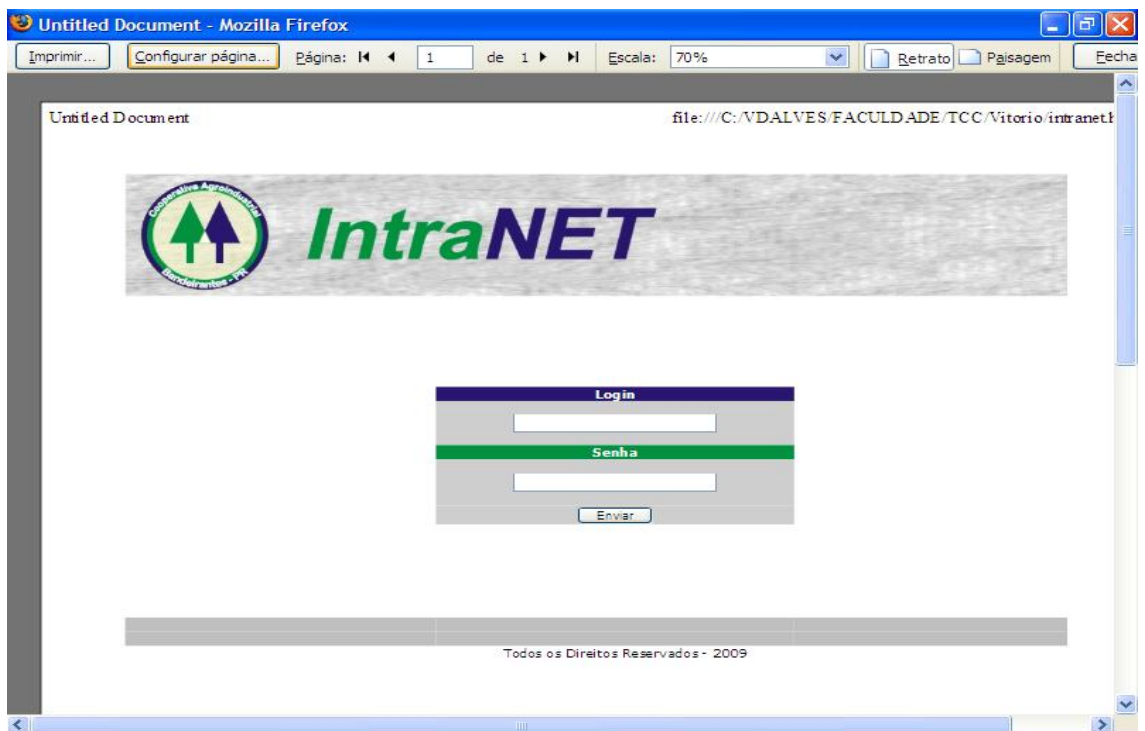 Untitled Document - Mozilla Firefox
Imprimir... Configurar página... Página: 1 de 1 Escala: 70% Retrato Paisagem Fecha
Untitled Document file:///C:/VDALVES/FACULDADE/TCC/Vitorio/intranet.h
Cooperativa Agroindustrial
IntraNET
Bandeirantes - PR
Login
Senha
Enviar
Todos os Direitos Reservados - 2009